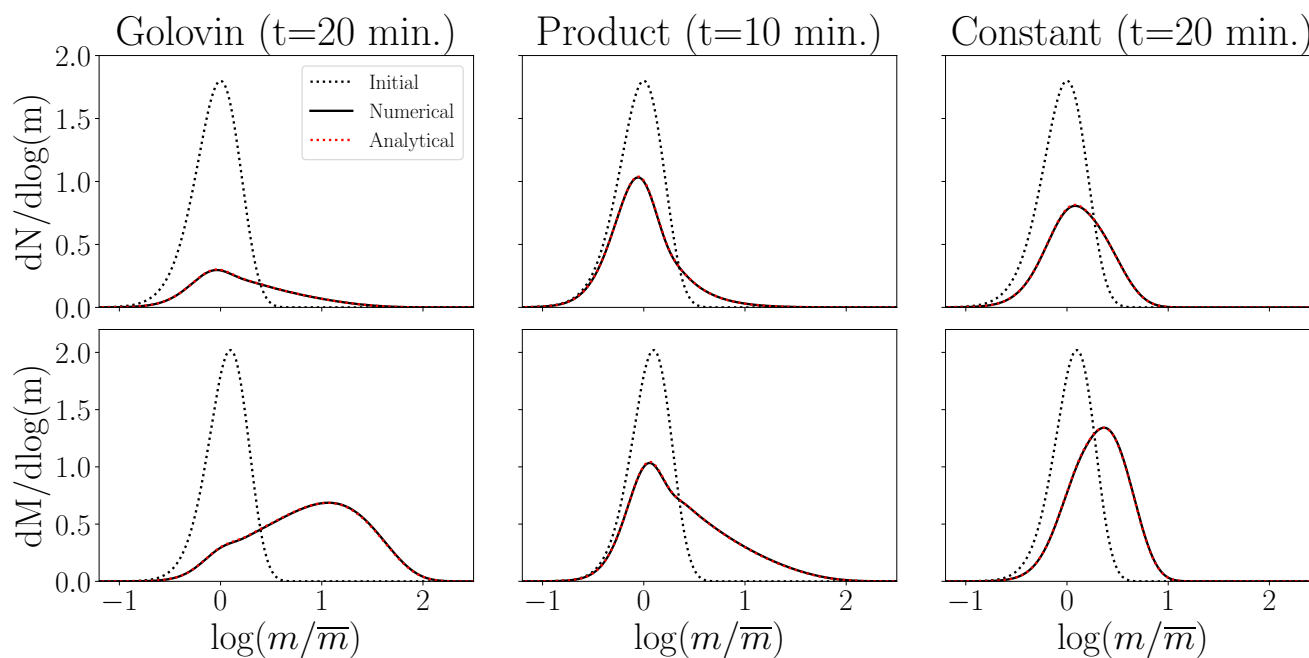 Golovin (t=20 min.)
Product (t=10 min.)
Constant (t=20 min.)
dN/dlog(m)
2.0
1.5
1.0
0.5
0.0
Initial
Numerical
Analytical
dM/dlog(m)
2.0
1.5
1.0
0.5
0.0
−1 0 1 2
−1 0 1 2
−1 0 1 2
log(m/m̅)
log(m/m̅)
log(m/m̅)